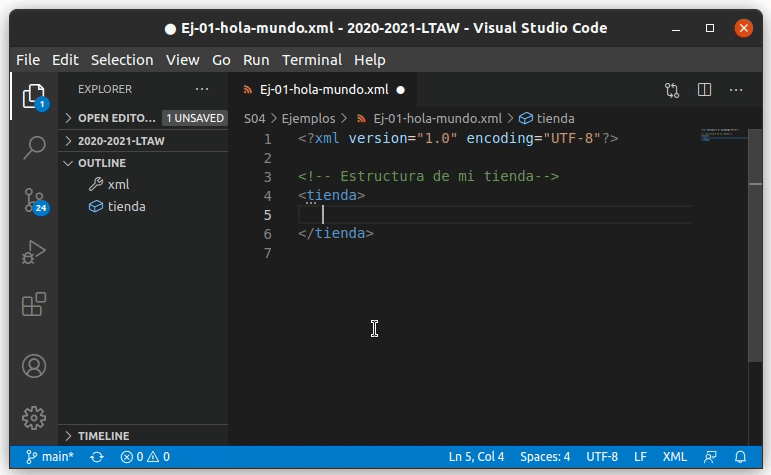 ● Ej-01-hola-mundo.xml - 2020-2021-LTAW - Visual Studio Code
File Edit Selection View Go Run Terminal Help
EXPLORER ···
Ej-01-hola-mundo.xml ●
OPEN EDITO... 1 UNSAVED
2020-2021-LTAW
OUTLINE
xml
tienda
TIMELINE
1
24
S04 > Ejemplos > Ej-01-hola-mundo.xml > tienda
1 <?xml version="1.0" encoding="UTF-8"?>
2
3 <!-- Estructura de mi tienda-->
4 <tienda>
5
6 </tienda>
7
main* 0 0 Ln 5, Col 4 Spaces: 4 UTF-8 LF XML